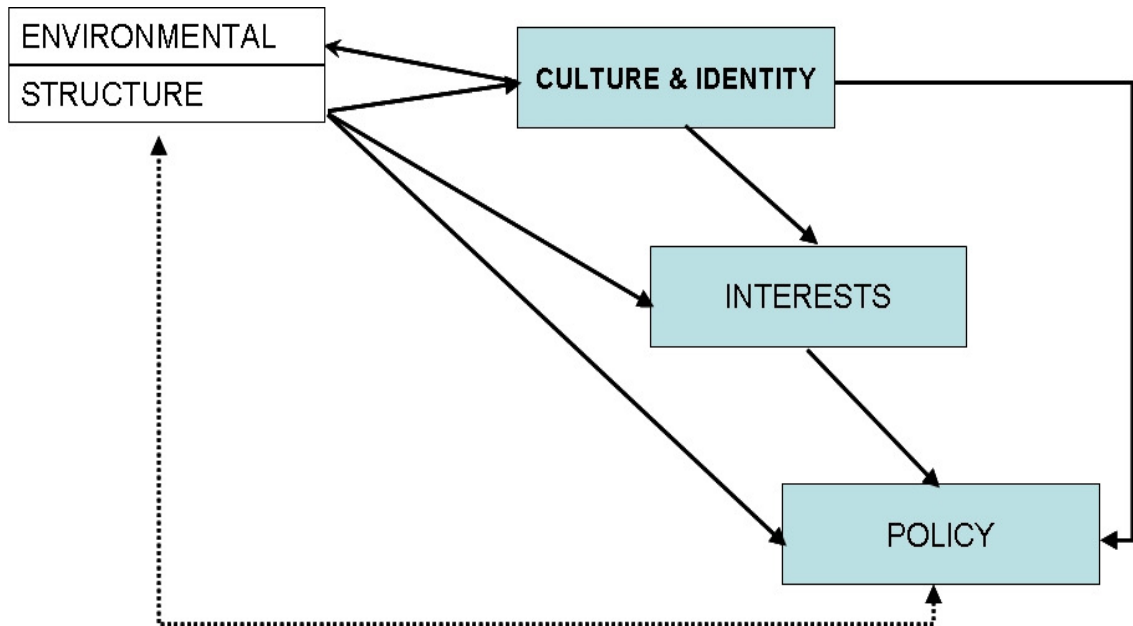 ENVIRONMENTAL
STRUCTURE
CULTURE & IDENTITY
INTERESTS
POLICY